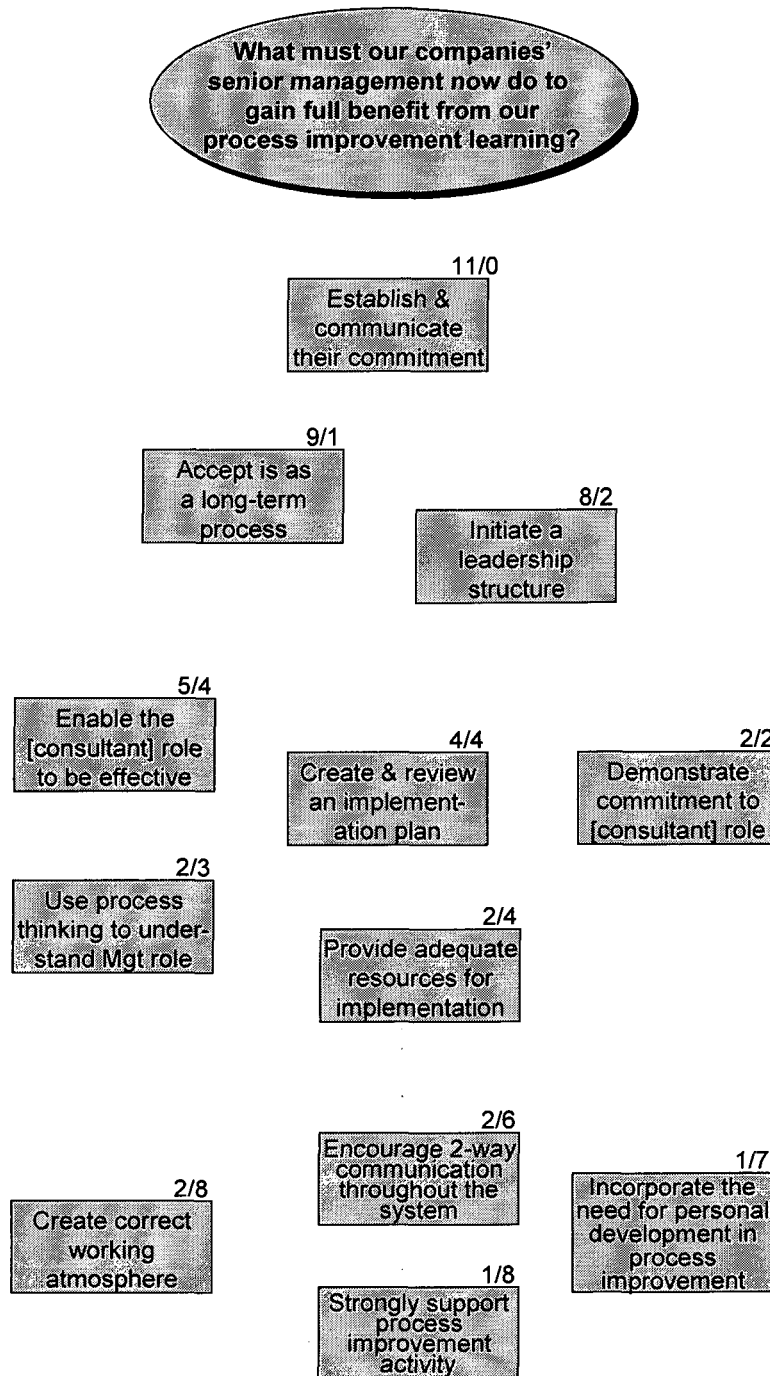 What must our companies'
senior management now do to
gain full benefit from our
process improvement learning?
11/0
Establish &
communicate
their commitment
9/1
Accept is as
a long-term
process
8/2
Initiate a
leadership
structure
5/4
Enable the
[consultant] role
to be effective
4/4
Create & review
an implement-
ation plan
2/2
Demonstrate
commitment to
[consultant] role
2/3
Use process
thinking to under-
stand Mgt role
2/4
Provide adequate
resources for
implementation
2/6
Encourage 2-way
communication
throughout the
system
1/7
Incorporate the
need for personal
development in
process
improvement
2/8
Create correct
working
atmosphere
1/8
Strongly support
process
improvement
activity